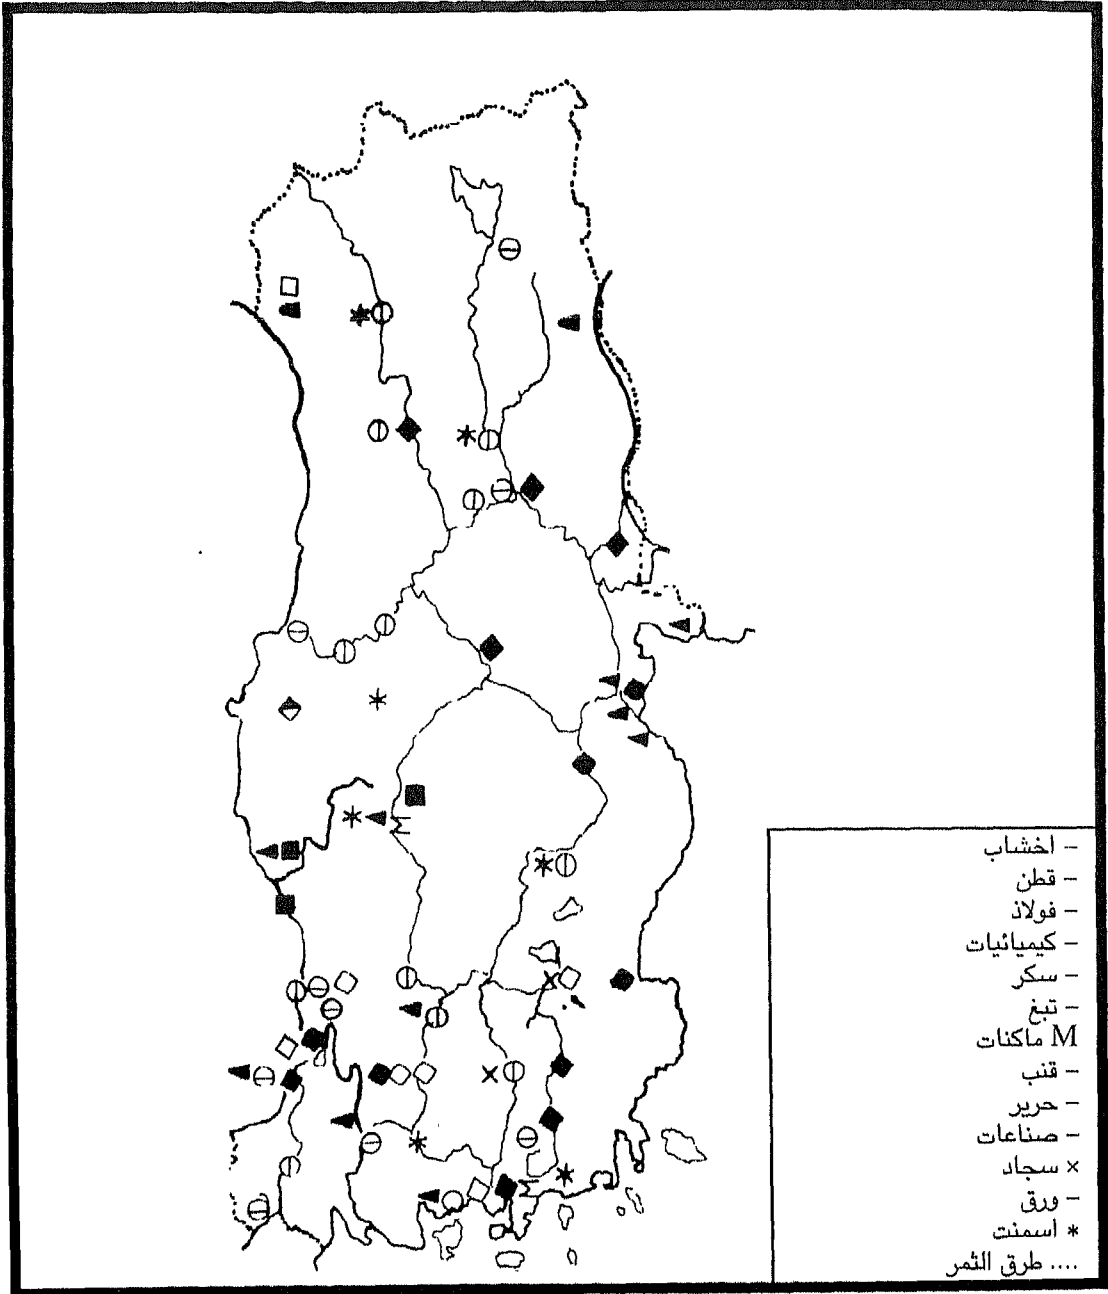 - اخشاب
- قطن
- فولاذ
- كيميائيات
- سكر
- تبغ
M ماكنات
- قنب
- حرير
- صناعات
× سجاد
- ورق
* اسمنت
.... طرق الثمر